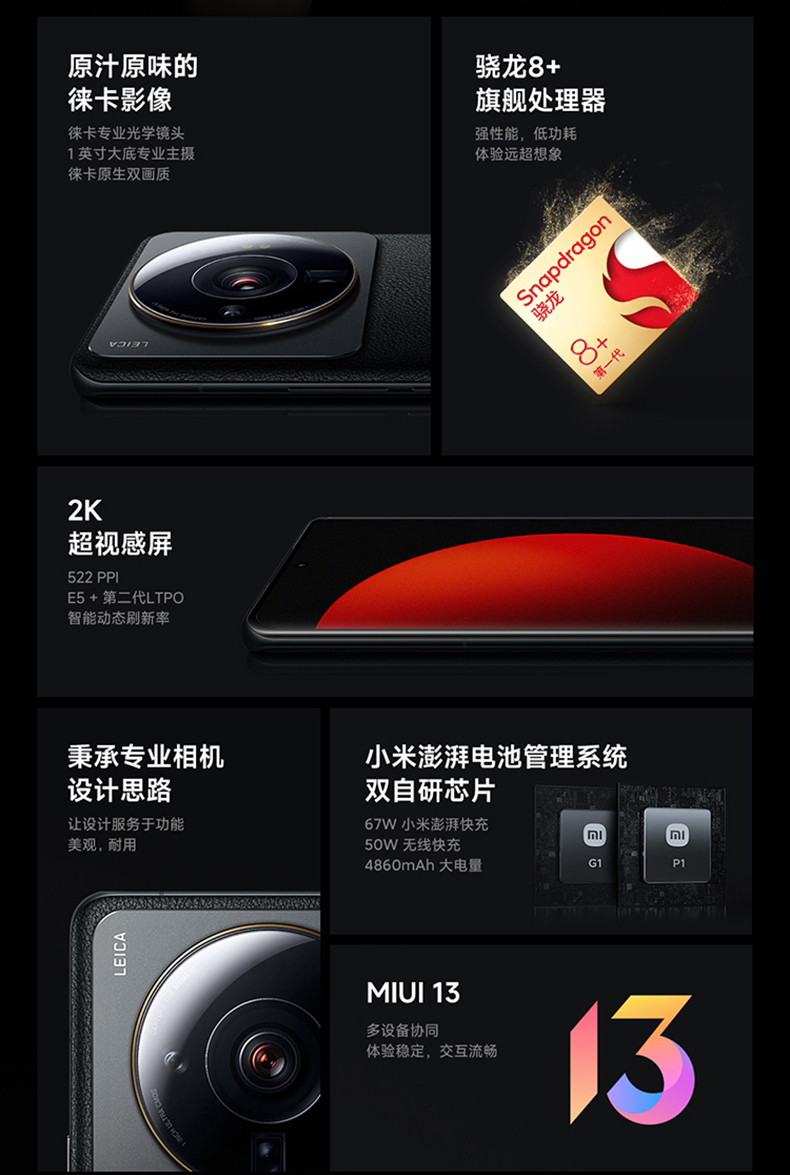 原汁原味的
徕卡影像
徕卡专业光学镜头
1 英寸大底专业主摄
徕卡原生双画质
LEICA
骁龙8+
旗舰处理器
强性能，低功耗
体验远超想象
Snapdragon
骁龙
8+
第一代
2K
超视感屏
522 PPI
E5 + 第二代LTPO
智能动态刷新率
秉承专业相机
设计思路
让设计服务于功能
美观，耐用
LEICA
1 INCH ULTRA CMOS
小米澎湃电池管理系统
双自研芯片
67W 小米澎湃快充
50W 无线快充
4860mAh 大电量
mi
G1
mi
P1
MIUI 13
多设备协同
体验稳定，交互流畅
13